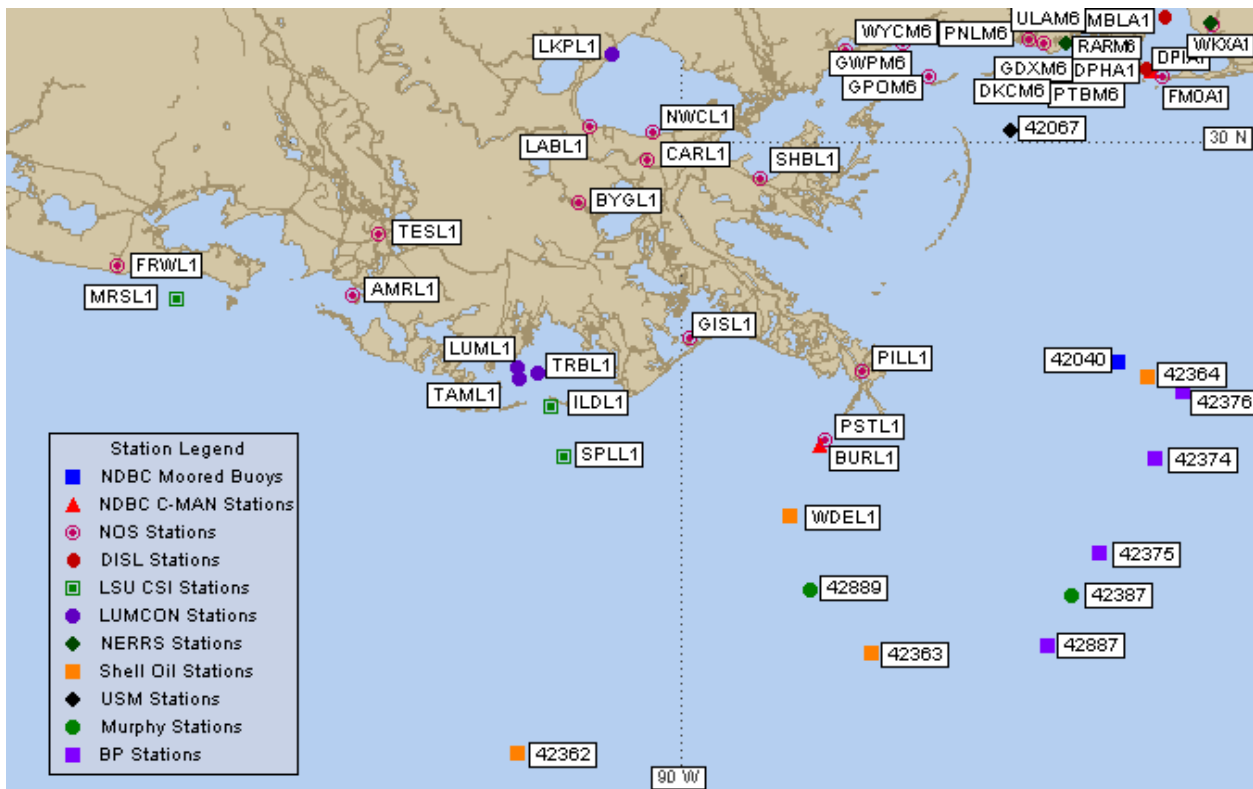 ULAM6
MBLA1
WYCM6
PNLM6
LKPL1
WKXA1
RARM6
GWPM6
GDXM6
DPHA1
GPOM6
DKCM6
PTBM6
FMOA1
42067
30 N
NWCL1
LABL1
CARL1
SHBL1
BYGL1
TESL1
FRWL1
AMRL1
MRSL1
GISL1
LUML1
TRBL1
PILL1
42040
42364
TAML1
ILDL1
42376
PSTL1
SPLL1
BURL1
42374
WDEL1
42375
42889
42387
42363
42887
42362
90 W
Station Legend
NDBC Moored Buoys
NDBC C-MAN Stations
NOS Stations
DISL Stations
LSU CSI Stations
LUMCON Stations
NERRS Stations
Shell Oil Stations
USM Stations
Murphy Stations
BP Stations